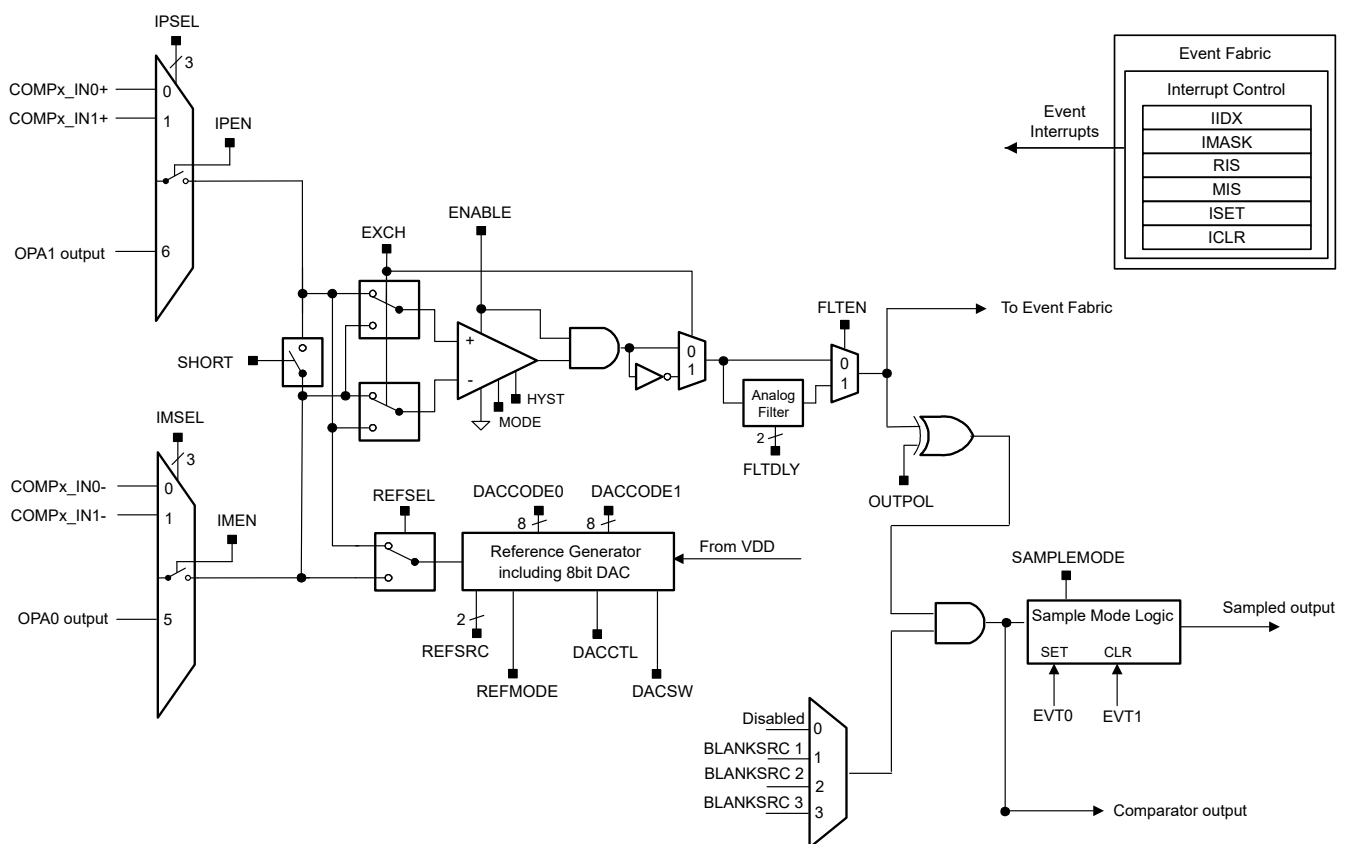 IPSEL
3
COMPx_IN0+
0
COMPx_IN1+
1
IPEN
OPA1 output
6
Event Fabric
Interrupt Control
IIDX
IMASK
RIS
MIS
ISET
ICLR
Event
Interrupts
ENABLE
EXCH
SHORT
+
-
HYST
MODE
0
1
FLTEN
0
1
To Event Fabric
Analog
Filter
2
FLTDLY
OUTPOL
IMSEL
3
COMPx_IN0-
0
COMPx_IN1-
1
IMEN
OPA0 output
5
REFSEL
DACCODE0
DACCODE1
8
8
Reference Generator
including 8bit DAC
From VDD
2
REFSRC
REFMODE
DACCTL
DACSW
SAMPLEMODE
Sample Mode Logic
SET
CLR
EVT0
EVT1
Sampled output
Disabled
0
BLANKSRC 1
1
BLANKSRC 2
2
BLANKSRC 3
3
Comparator output